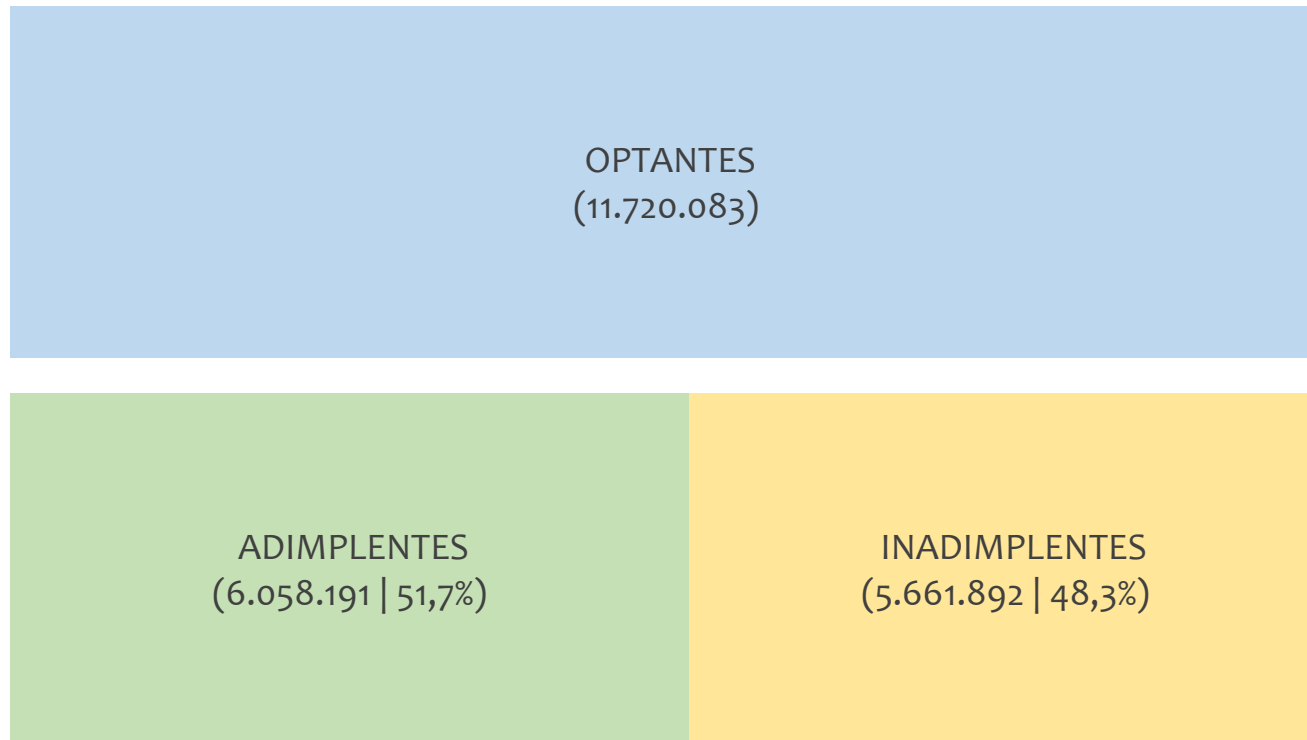 OPTANTES
(11.720.083)
ADIMPLENTES
(6.058.191 | 51,7%)
INADIMPLENTES
(5.661.892 | 48,3%)